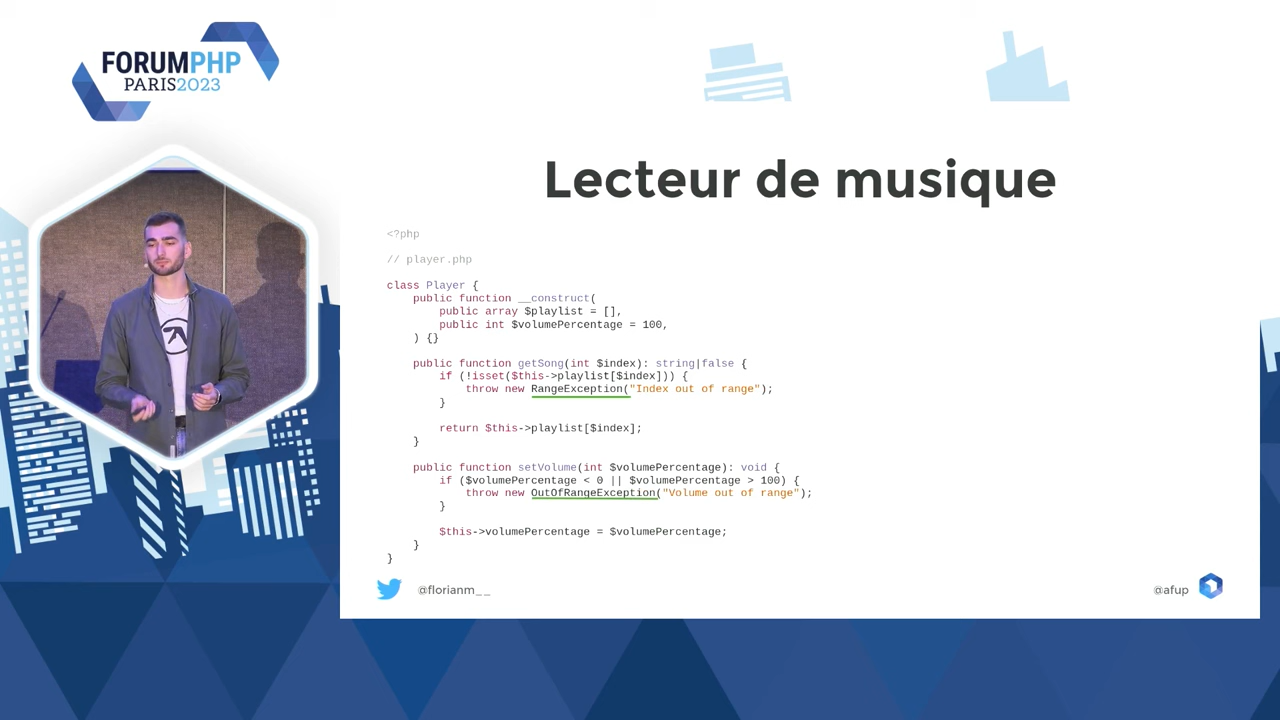 FORUMPHP
PARIS2023
Lecteur de musique
<?php
// player.php
class Player {
public function __construct(
public array $playlist = [],
public int $volumePercentage = 100,
) {}
public function getSong(int $index): string|false {
if (!isset($this->playlist[$index])) {
throw new RangeException("Index out of range");
}
return $this->playlist[$index];
}
public function setVolume(int $volumePercentage): void {
if ($volumePercentage < 0 || $volumePercentage > 100) {
throw new OutOfRangeException("Volume out of range");
}
$this->volumePercentage = $volumePercentage;
}
}
@florianm__
@afup